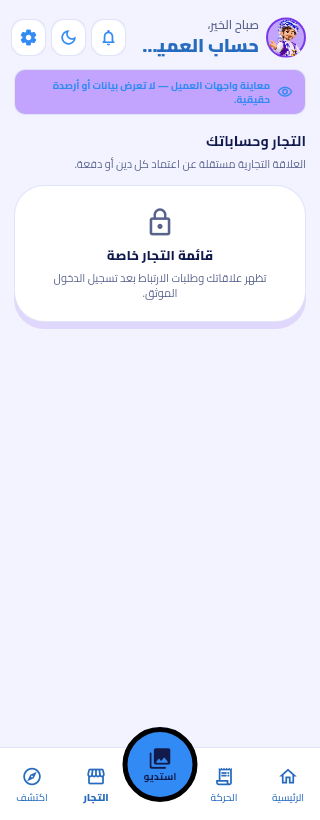 صباح الخير،
حساب العميـ...
معاينة واجهات العميل — لا تعرض بيانات أو أرصدة
حقيقية.
التجار وحساباتك
العلاقة التجارية مستقلة عن اعتماد كل دين أو دفعة.
قائمة التجار خاصة
تظهر علاقاتك وطلبات الارتباط بعد تسجيل الدخول
الموثق.
الرئيسية
الحركة
استديو
التجار
اكتشف